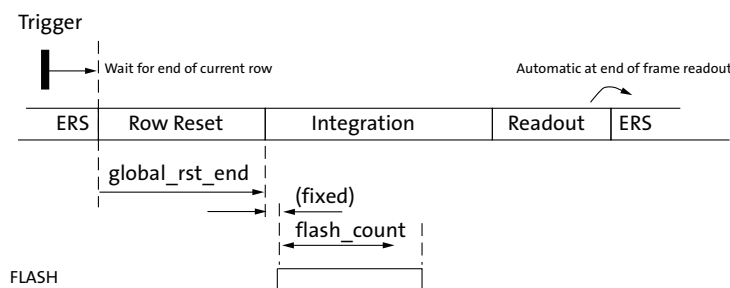 Trigger
Wait for end of current row
Automatic at end of frame readout
ERS Row Reset Integration Readout ERS
global_rst_end
(fixed)
flash_count
FLASH